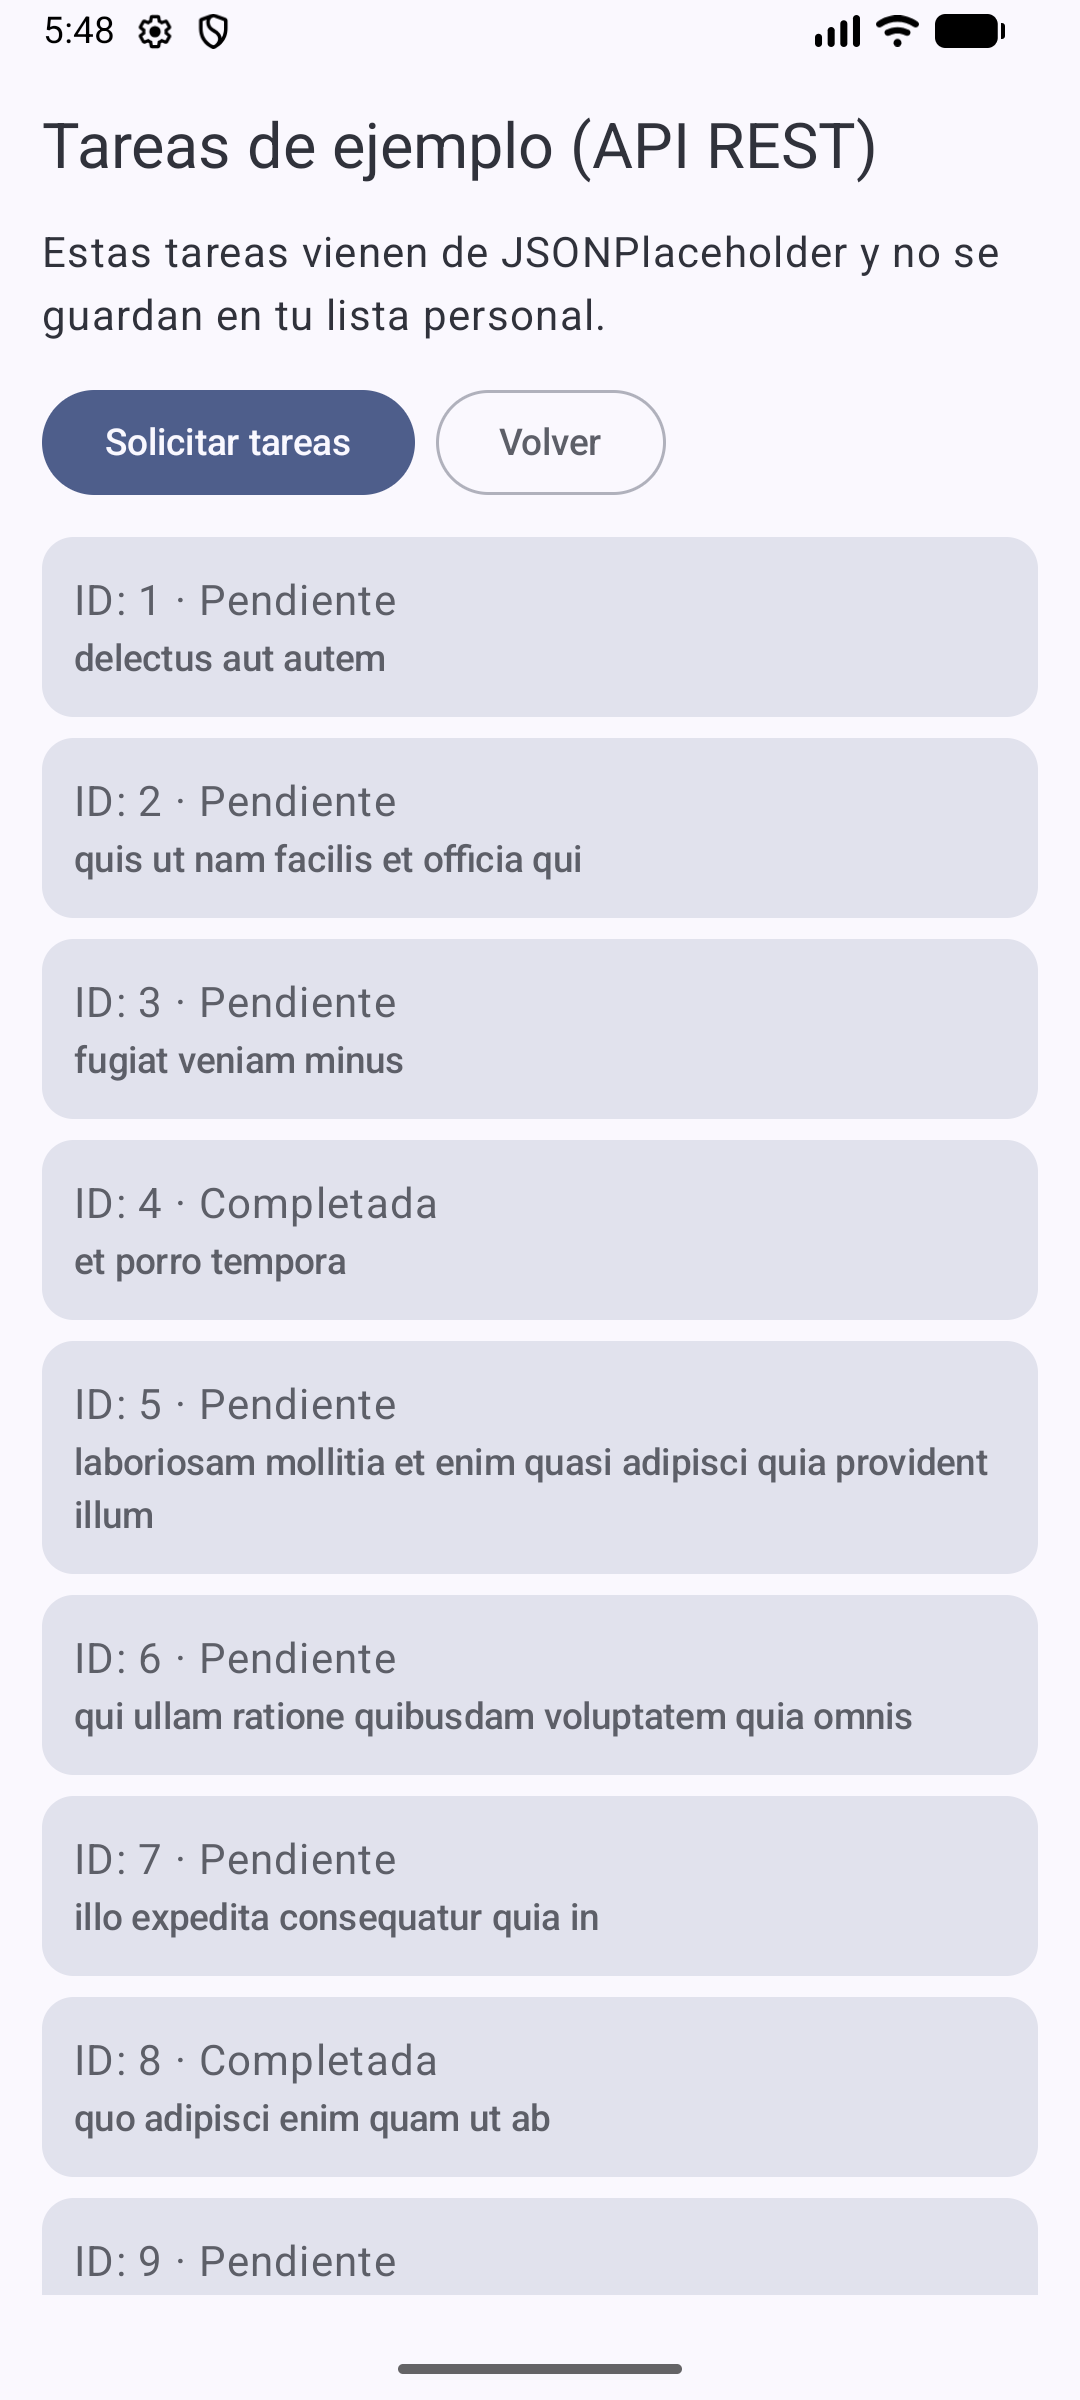 5:48
Tareas de ejemplo (API REST)
Estas tareas vienen de JSONPlaceholder y no se
guardan en tu lista personal.
Solicitar tareas
Volver
ID: 1 · Pendiente
delectus aut autem
ID: 2 · Pendiente
quis ut nam facilis et officia qui
ID: 3 · Pendiente
fugiat veniam minus
ID: 4 · Completada
et porro tempora
ID: 5 · Pendiente
laboriosam mollitia et enim quasi adipisci quia provident
illum
ID: 6 · Pendiente
qui ullam ratione quibusdam voluptatem quia omnis
ID: 7 · Pendiente
illo expedita consequatur quia in
ID: 8 · Completada
quo adipisci enim quam ut ab
ID: 9 · Pendiente